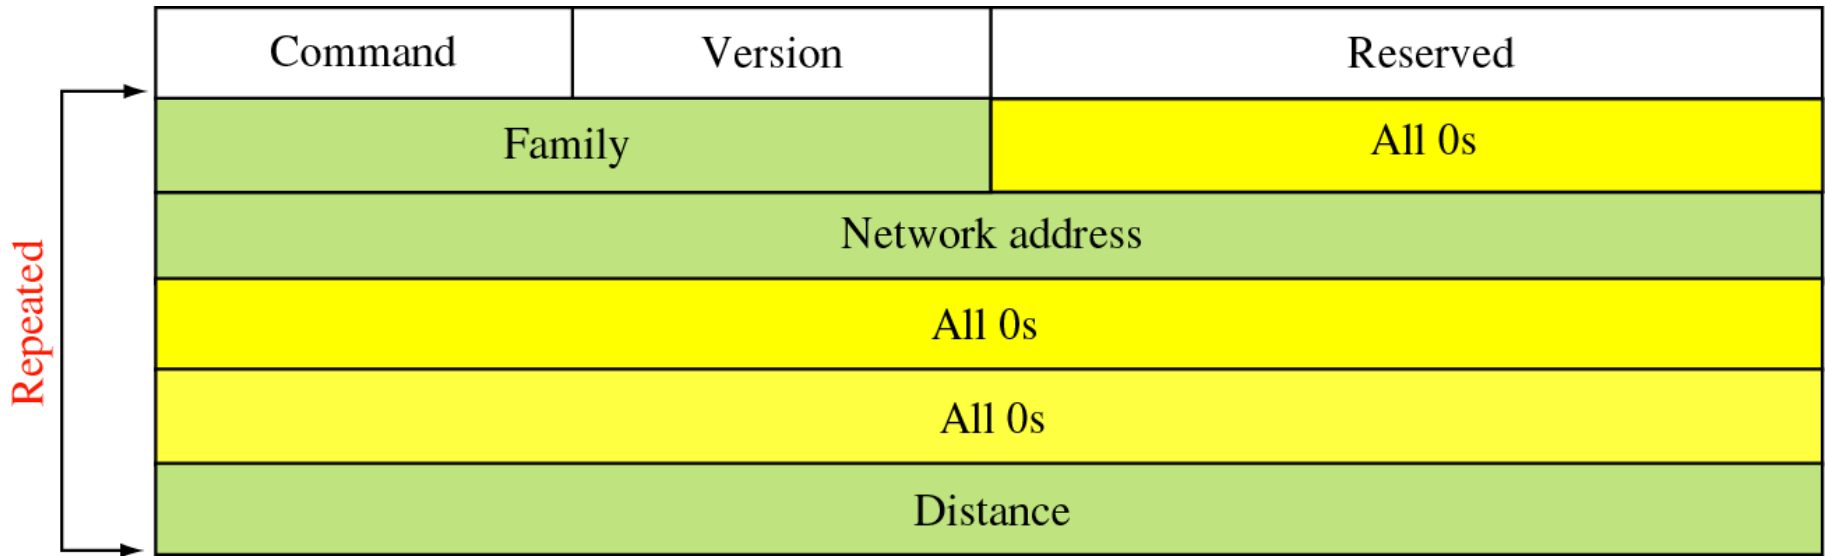 Command Version Reserved
Family All 0s
Network address
All 0s
All 0s
Distance
Repeated